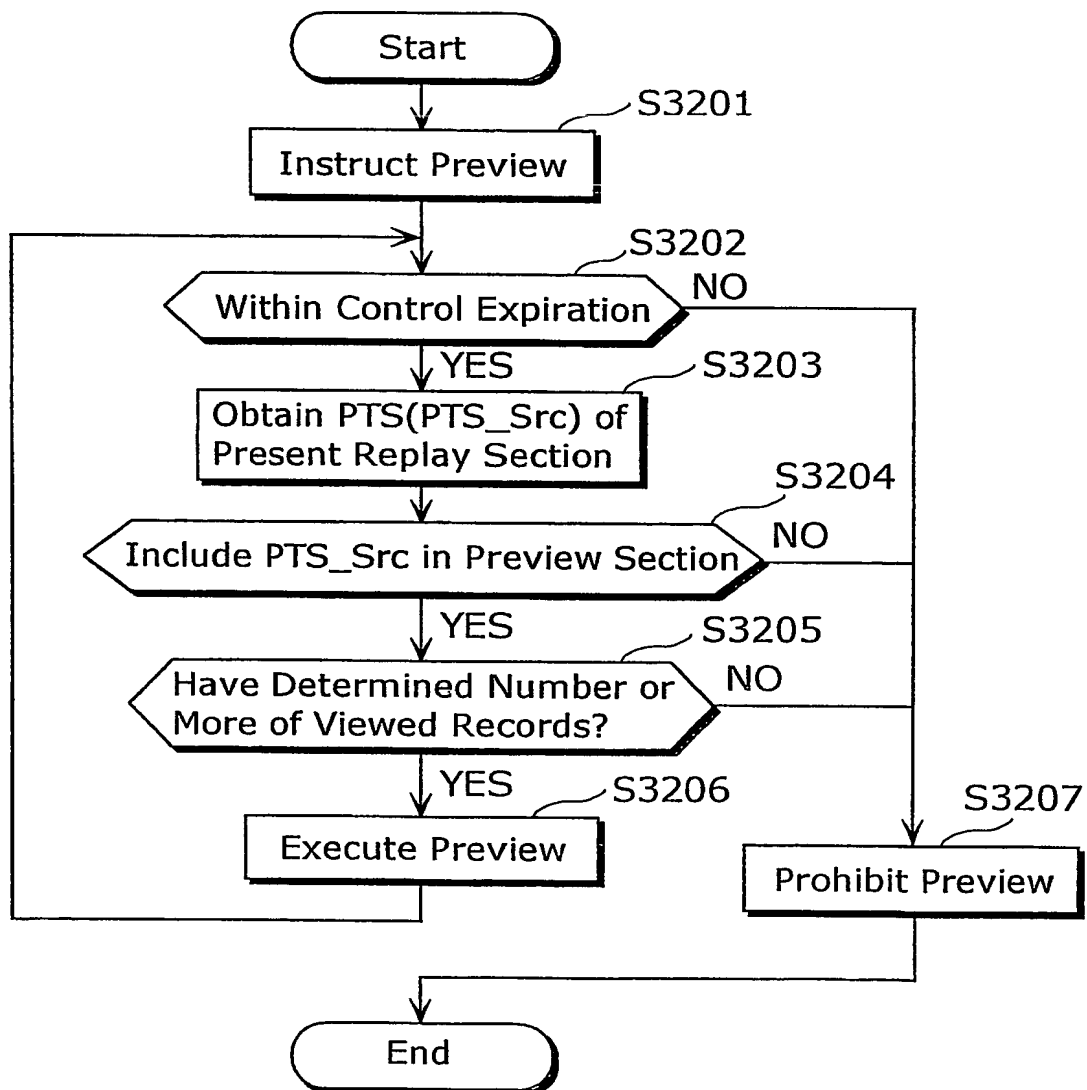 Start
S3201
Instruct Preview
S3202
Within Control Expiration
NO
YES
S3203
Obtain PTS(PTS_Src) of
Present Replay Section
S3204
Include PTS_Src in Preview Section
NO
YES
S3205
Have Determined Number or
More of Viewed Records?
NO
YES
S3206
Execute Preview
S3207
Prohibit Preview
End